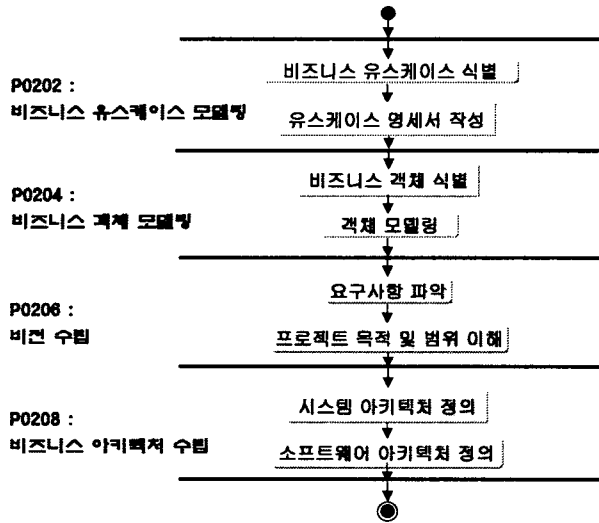 비즈니스 유스케이스 식별
P0202 :
비즈니스 유스케이스 모델링
유스케이스 명세서 작성
비즈니스 객체 식별
P0204 :
비즈니스 객체 모델링
객체 모델링
요구사항 파악
P0206 :
비전 수립
프로젝트 목적 및 범위 이해
시스템 아키텍처 정의
P0208 :
비즈니스 아키텍처 수립
소프트웨어 아키텍처 정의